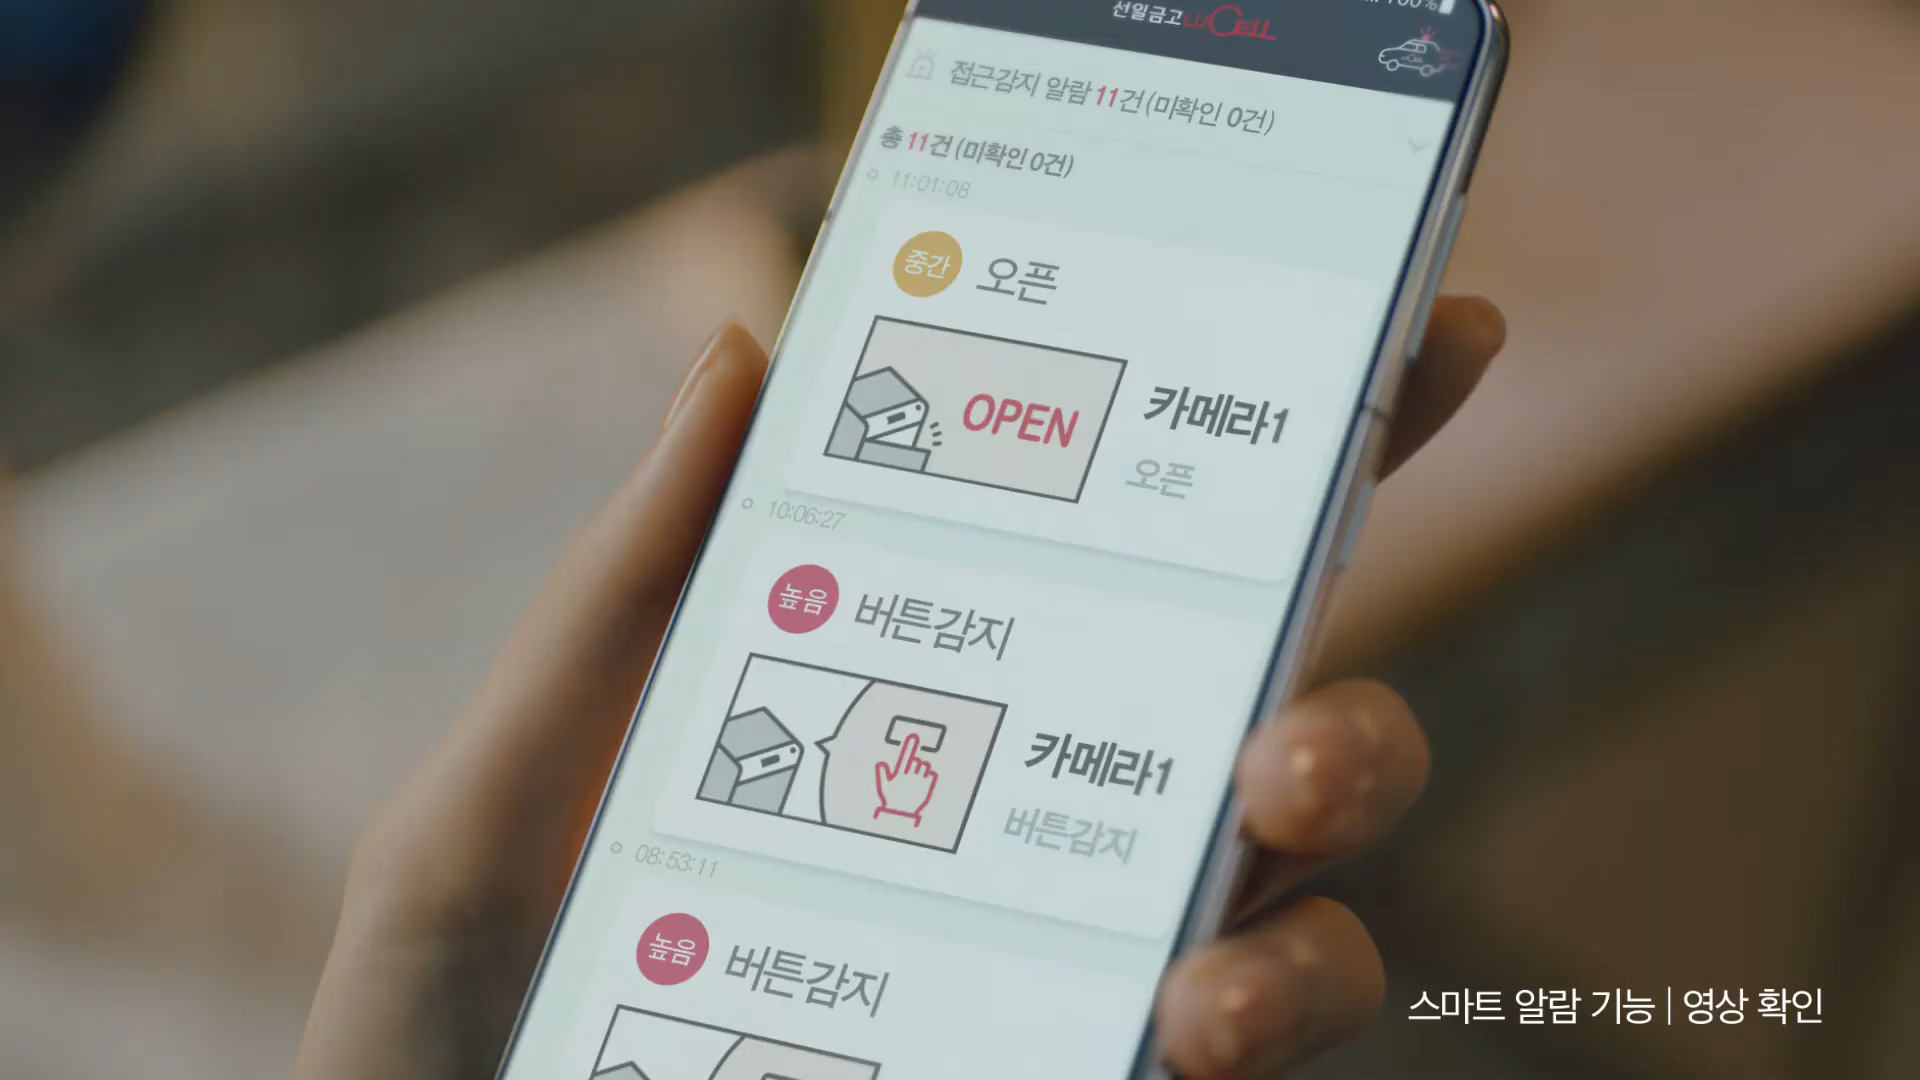 선일금고 LUCELL
접근감지 알람 11건 (미확인 0건)
총 11건 (미확인 0건)
11:01:08
중간 오픈
OPEN
카메라1
오픈
10:06:27
높음 버튼감지
카메라1
버튼감지
08:53:11
높음 버튼감지
스마트 알람 기능 | 영상 확인